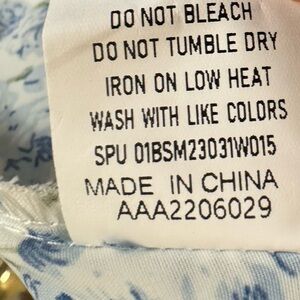 DO NOT BLEACH
DO NOT TUMBLE DRY
IRON ON LOW HEAT
WASH WITH LIKE COLORS
SPU 01BSM23031W015
MADE IN CHINA
AAA2206029